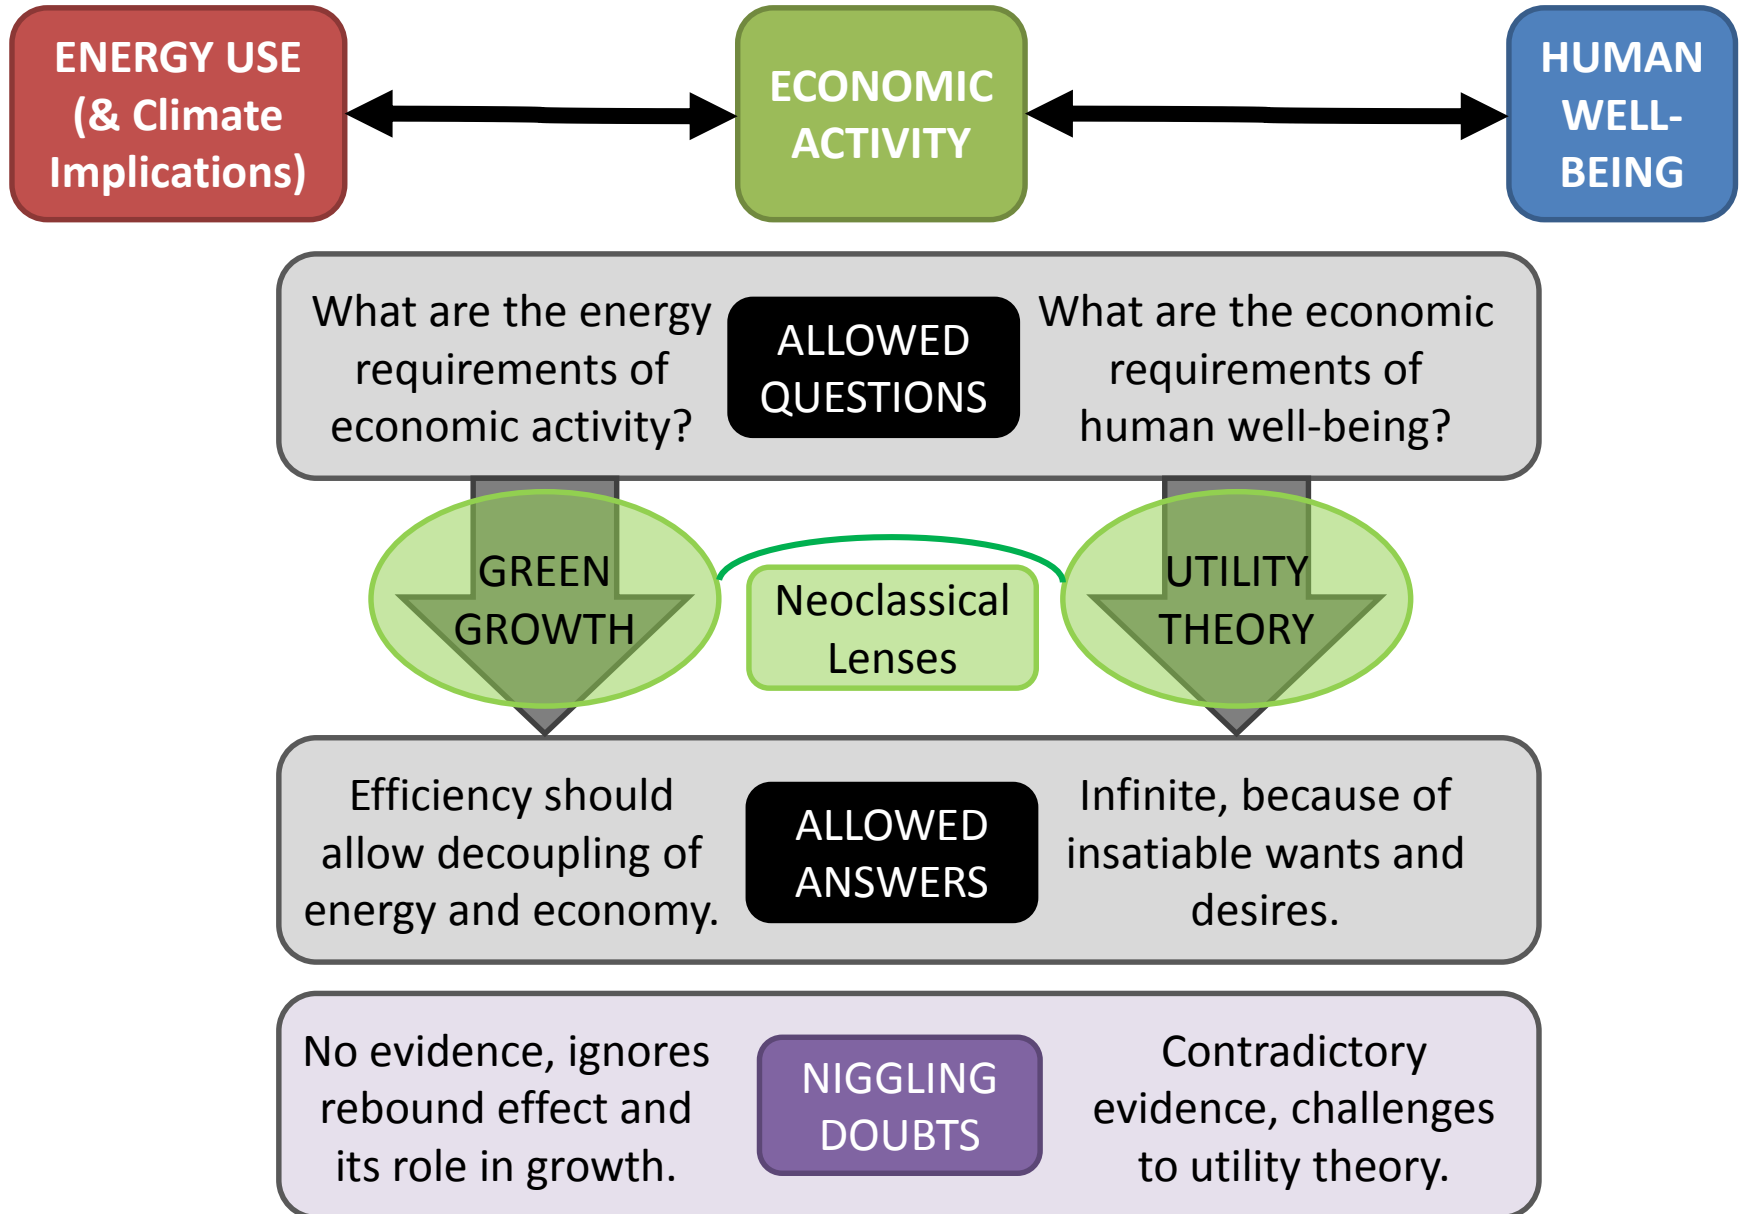 ENERGY USE
(& Climate
Implications)
ECONOMIC
ACTIVITY
HUMAN
WELL-
BEING
What are the energy
requirements of
economic activity?
ALLOWED
QUESTIONS
What are the economic
requirements of
human well-being?
GREEN
GROWTH
Neoclassical
Lenses
UTILITY
THEORY
Efficiency should
allow decoupling of
energy and economy.
ALLOWED
ANSWERS
Infinite, because of
insatiable wants and
desires.
No evidence, ignores
rebound effect and
its role in growth.
NIGGLING
DOUBTS
Contradictory
evidence, challenges
to utility theory.